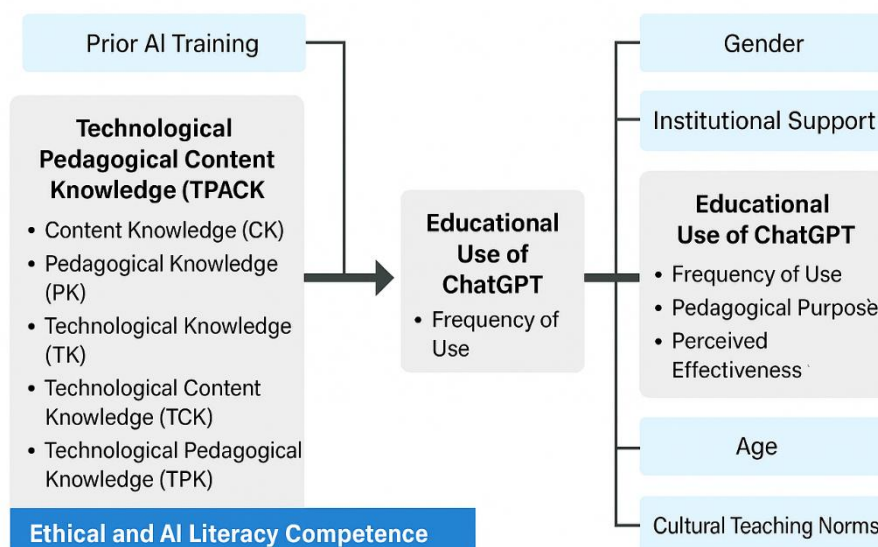 Prior AI Training
Technological
Pedagogical Content
Knowledge (TPACK
• Content Knowledge (CK)
• Pedagogical Knowledge
(PK)
• Technological Knowledge
(TK)
• Technological Content
Knowledge (TCK)
• Technological Pedagogical
Knowledge (TPK)
Ethical and AI Literacy Competence
Educational
Use of
ChatGPT
• Frequency of
Use
Gender
Institutional Support
Educational
Use of ChatGPT
• Frequency of Use
• Pedagogical Purpose
• Perceived
Effectiveness
Age
Cultural Teaching Norms